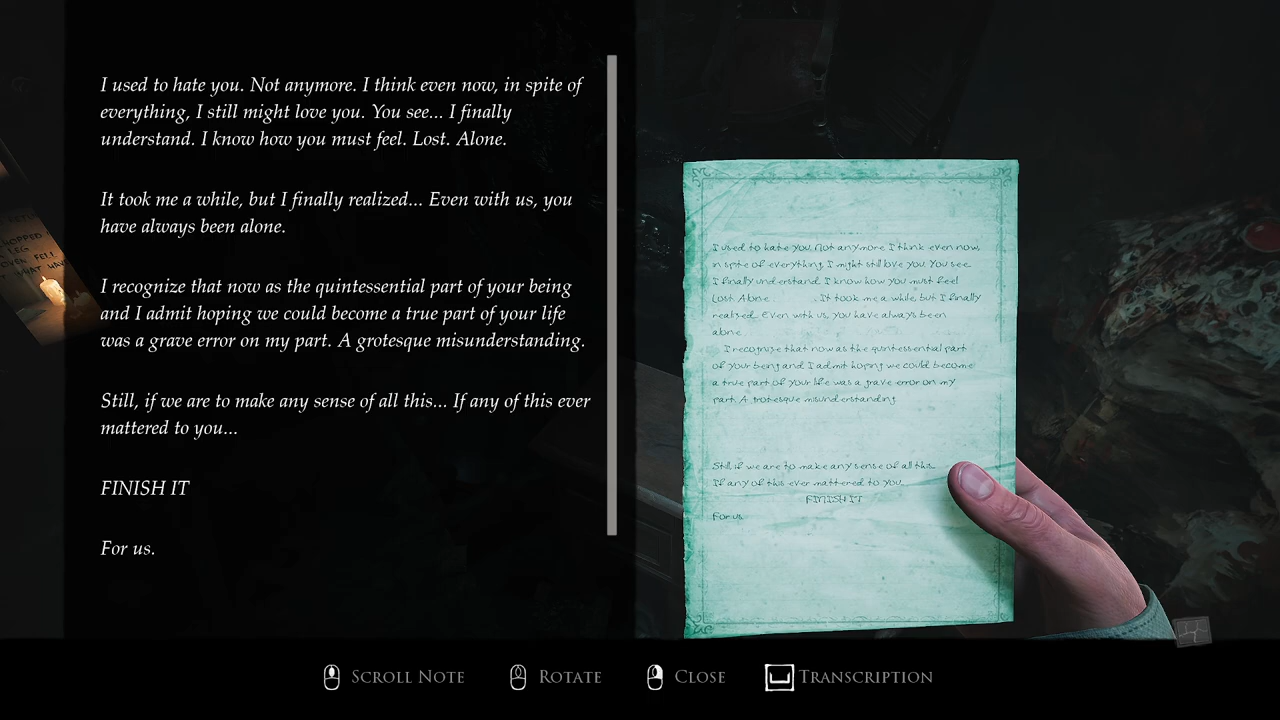 I used to hate you. Not anymore. I think even now, in spite of
everything, I still might love you. You see... I finally
understand. I know how you must feel. Lost. Alone.
It took me a while, but I finally realized... Even with us, you
have always been alone.
I recognize that now as the quintessential part of your being
and I admit hoping we could become a true part of your life
was a grave error on my part. A grotesque misunderstanding.
Still, if we are to make any sense of all this... If any of this ever
mattered to you...
FINISH IT
For us.
I used to hate you. Not anymore. I think even now,
in spite of everything, I might still love you. You see...
I finally understand. I know how you must feel
Lost. Alone. It took me a while, but I finally
realized... Even with us, you have always been
alone
I recognize that now as the quintessential part
of your being and I admit hoping we could become
a true part of your life was a grave error on my
part. A grotesque misunderstanding
Still, if we are to make any sense of all this...
If any of this ever mattered to you...
FINISH IT
For us.
HOPPED
LEG
EVEN FELL
WHAT HAV
SCROLL NOTE
ROTATE
CLOSE
TRANSCRIPTION